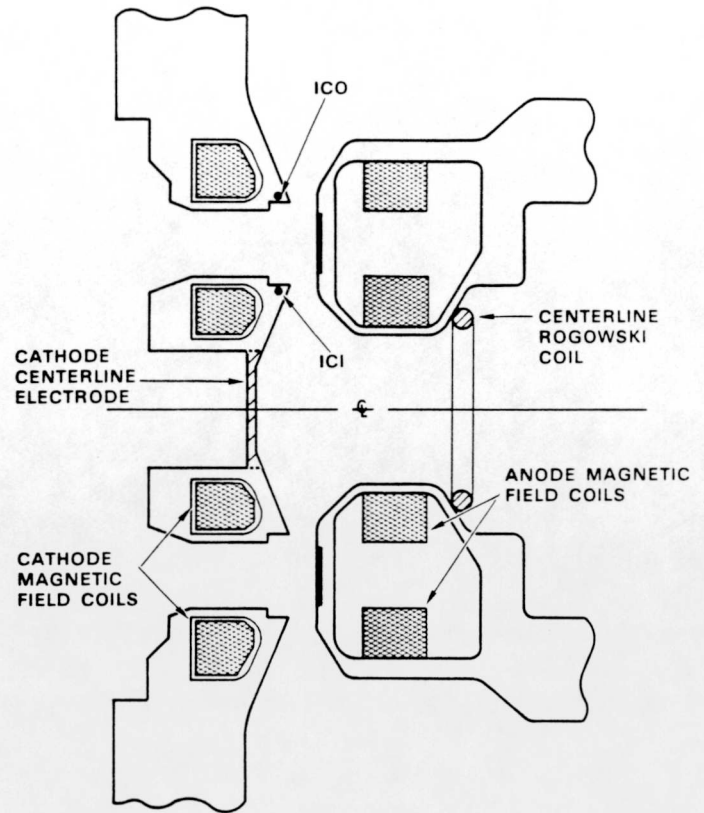 ICO
CENTERLINE
ROGOWSKI
COIL
ICI
CATHODE
CENTERLINE
ELECTRODE
℄
ANODE MAGNETIC
FIELD COILS
CATHODE
MAGNETIC
FIELD COILS